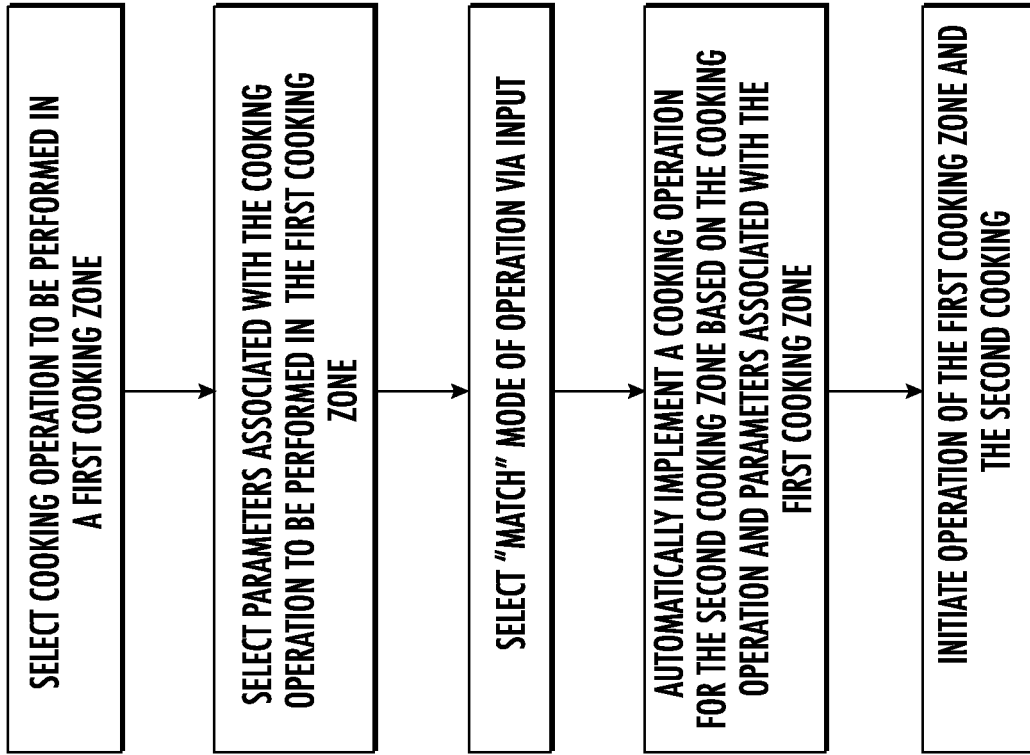 SELECT COOKING OPERATION TO BE PERFORMED IN
A FIRST COOKING ZONE
SELECT PARAMETERS ASSOCIATED WITH THE COOKING
OPERATION TO BE PERFORMED IN THE FIRST COOKING
ZONE
SELECT “MATCH” MODE OF OPERATION VIA INPUT
AUTOMATICALLY IMPLEMENT A COOKING OPERATION
FOR THE SECOND COOKING ZONE BASED ON THE COOKING
OPERATION AND PARAMETERS ASSOCIATED WITH THE
FIRST COOKING ZONE
INITIATE OPERATION OF THE FIRST COOKING ZONE AND
THE SECOND COOKING